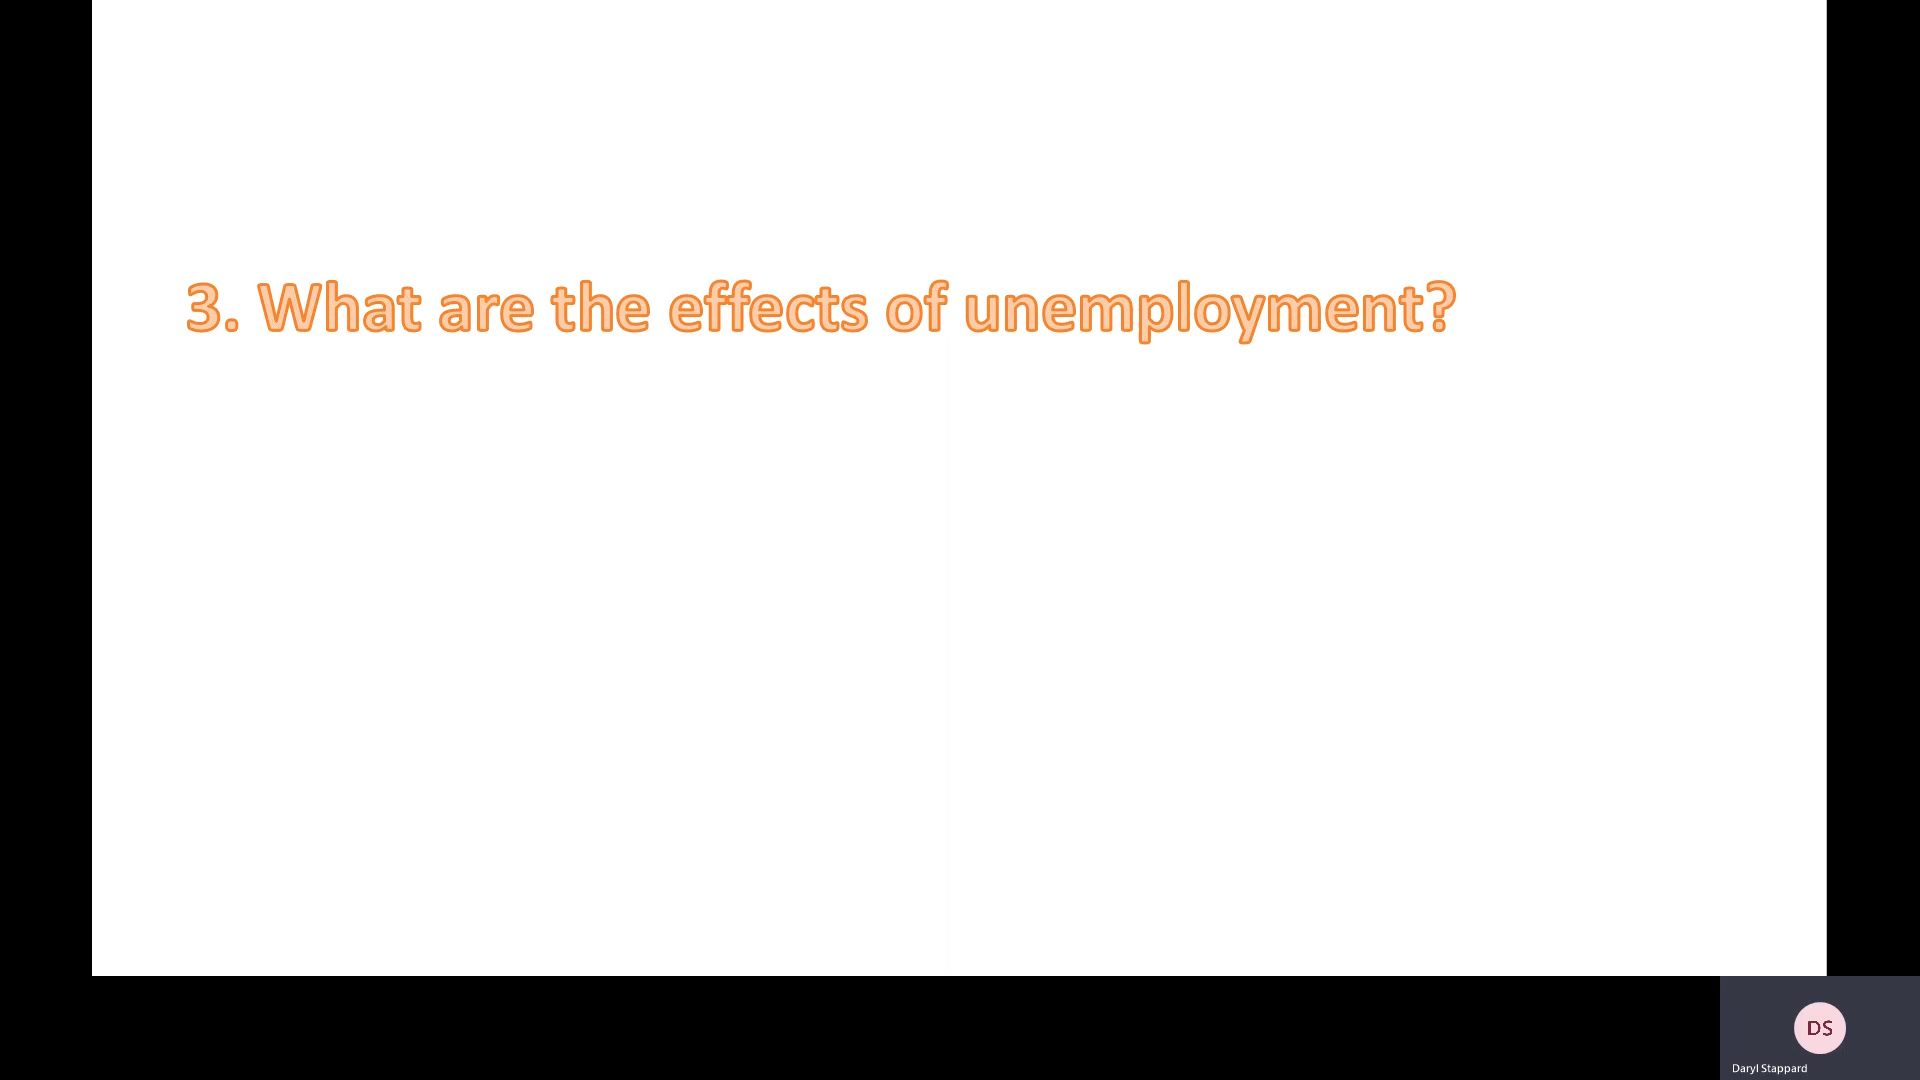 3. What are the effects of unemployment?
DS
Daryl Stappard